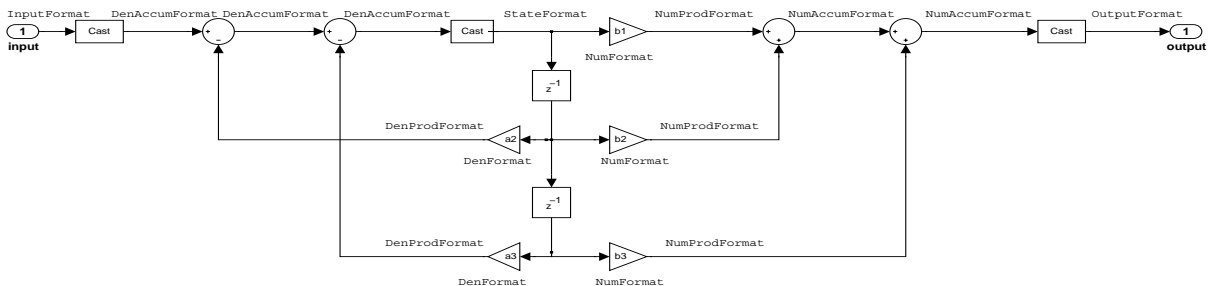 InputFormat DenAccumFormat DenAccumFormat DenAccumFormat StateFormat NumProdFormat NumAccumFormat NumAccumFormat OutputFormat
1 Cast + + Cast b1 + + Cast 1
− − + +
input output
NumFormat
z−1
DenProdFormat NumProdFormat
a2 b2
DenFormat NumFormat
z−1
DenProdFormat NumProdFormat
a3 b3
DenFormat NumFormat